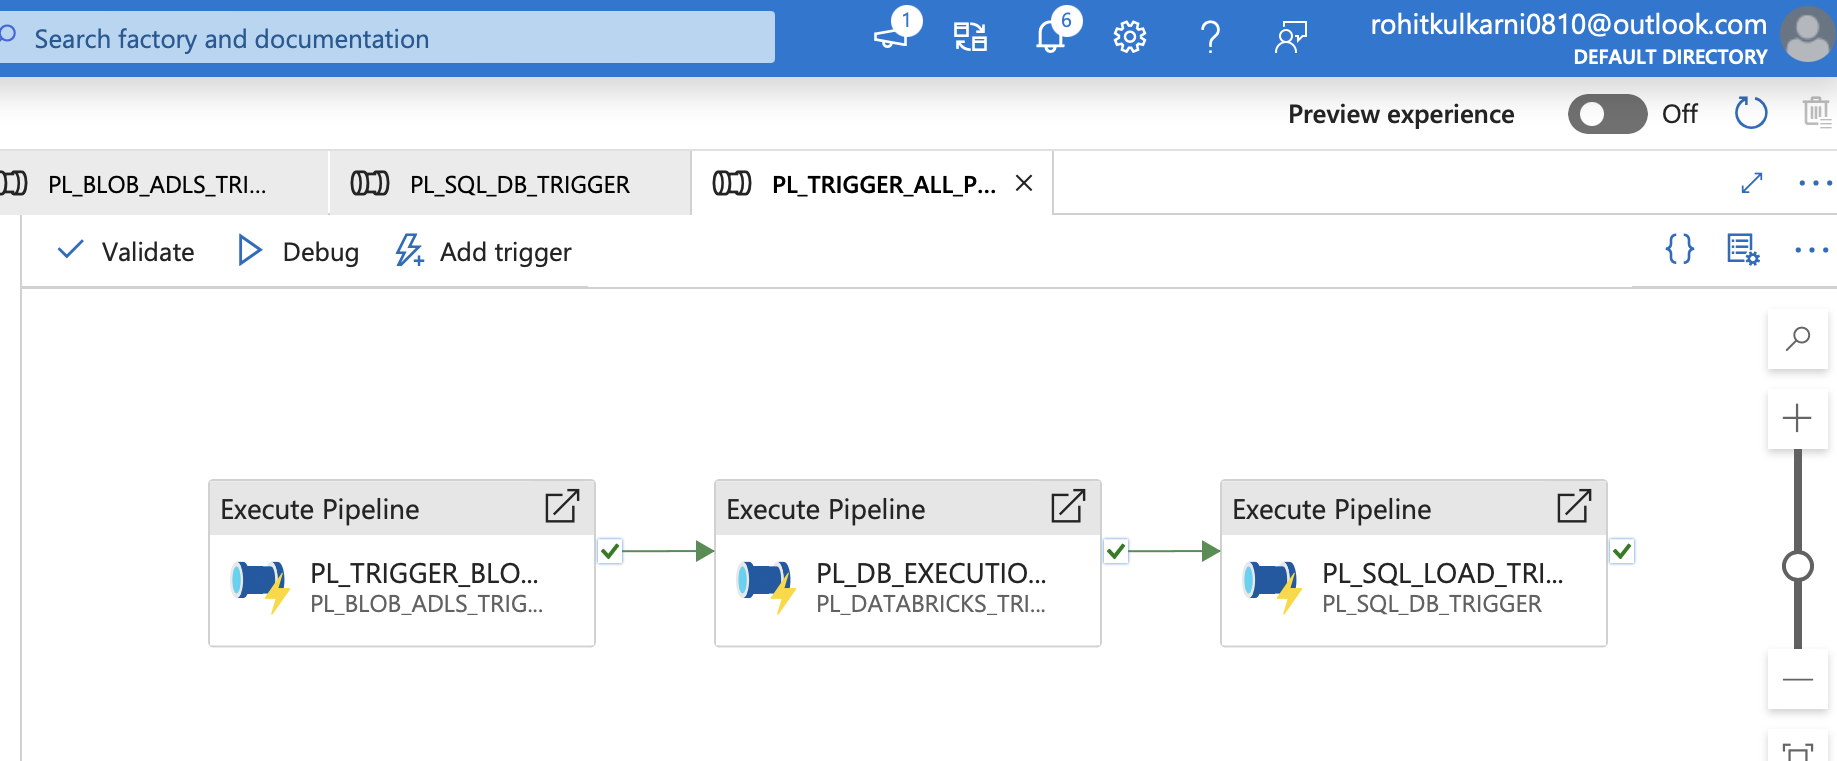 Search factory and documentation
1
6
rohitkulkarni0810@outlook.com
DEFAULT DIRECTORY
Preview experience
Off
PL_BLOB_ADLS_TRI...
PL_SQL_DB_TRIGGER
PL_TRIGGER_ALL_P...
Validate
Debug
Add trigger
Execute Pipeline
PL_TRIGGER_BLO...
PL_BLOB_ADLS_TRIG...
Execute Pipeline
PL_DB_EXECUTIO...
PL_DATABRICKS_TRI...
Execute Pipeline
PL_SQL_LOAD_TRI...
PL_SQL_DB_TRIGGER